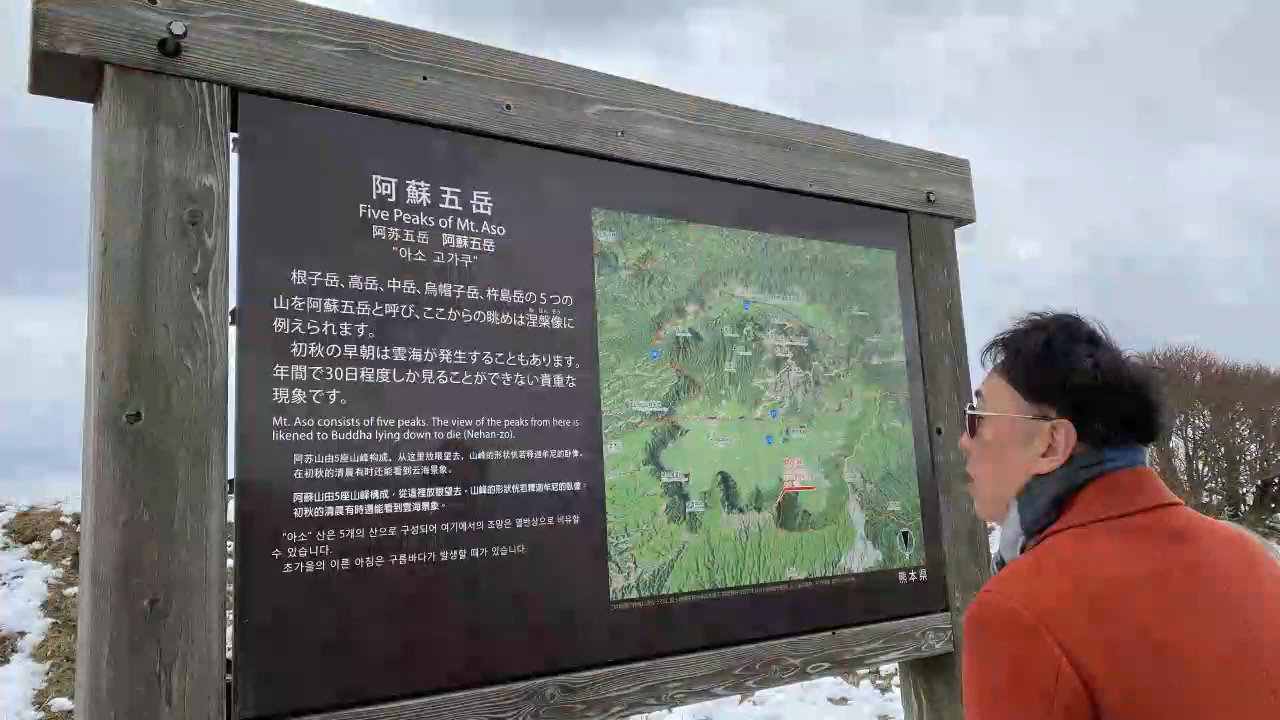 阿蘇五岳
Five Peaks of Mt. Aso
阿苏五岳　阿蘇五岳
"아소 고가쿠"
根子岳、高岳、中岳、烏帽子岳、杵島岳の5つの
山を阿蘇五岳と呼び、ここからの眺めは涅槃像に
例えられます。
初秋の早朝は雲海が発生することもあります。
年間で30日程度しか見ることができない貴重な
現象です。
Mt. Aso consists of five peaks. The view of the peaks from here is
likened to Buddha lying down to die (Nehan-zo).
阿苏山由5座山峰构成。从这里放眼望去，山峰的形状恍若释迦牟尼的卧像。
在初秋的清晨有时还能看到云海景象。
阿蘇山由5座山峰構成，從這裡放眼望去，山峰的形狀恍若釋迦牟尼的臥像。
初秋的清晨有時還能看到雲海景象。
"아소" 산은 5개의 산으로 구성되어 여기에서의 조망은 열반상으로 비유할
수 있습니다.
초가을의 이른 아침은 구름바다가 발생할 때가 있습니다.
熊本県